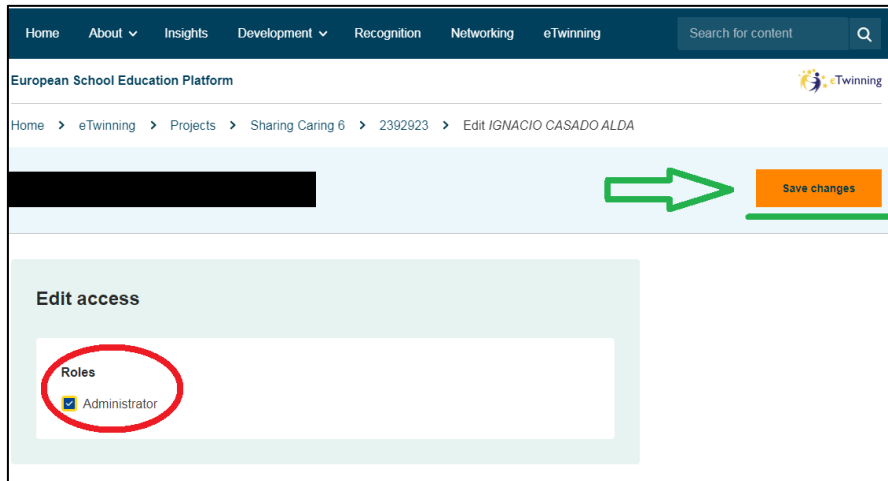 Home About Insights Development Recognition Networking eTwinning Search for content
European School Education Platform eTwinning
Home > eTwinning > Projects > Sharing Caring 6 > 2392923 > Edit IGNACIO CASADO ALDA
Save changes
Edit access
Roles
Administrator